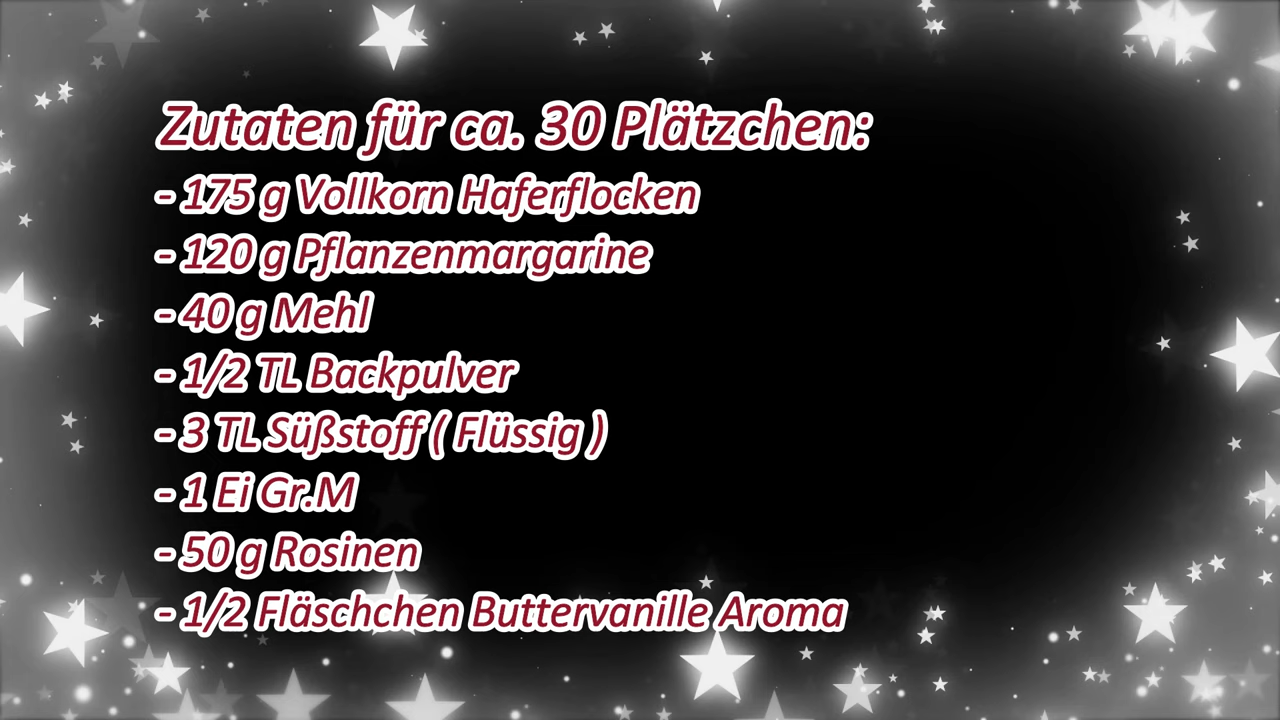 Zutaten für ca. 30 Plätzchen:
- 175 g Vollkorn Haferflocken
- 120 g Pflanzenmargarine
- 40 g Mehl
- 1/2 TL Backpulver
- 3 TL Süßstoff ( Flüssig )
- 1 Ei Gr.M
- 50 g Rosinen
- 1/2 Fläschchen Buttervanille Aroma